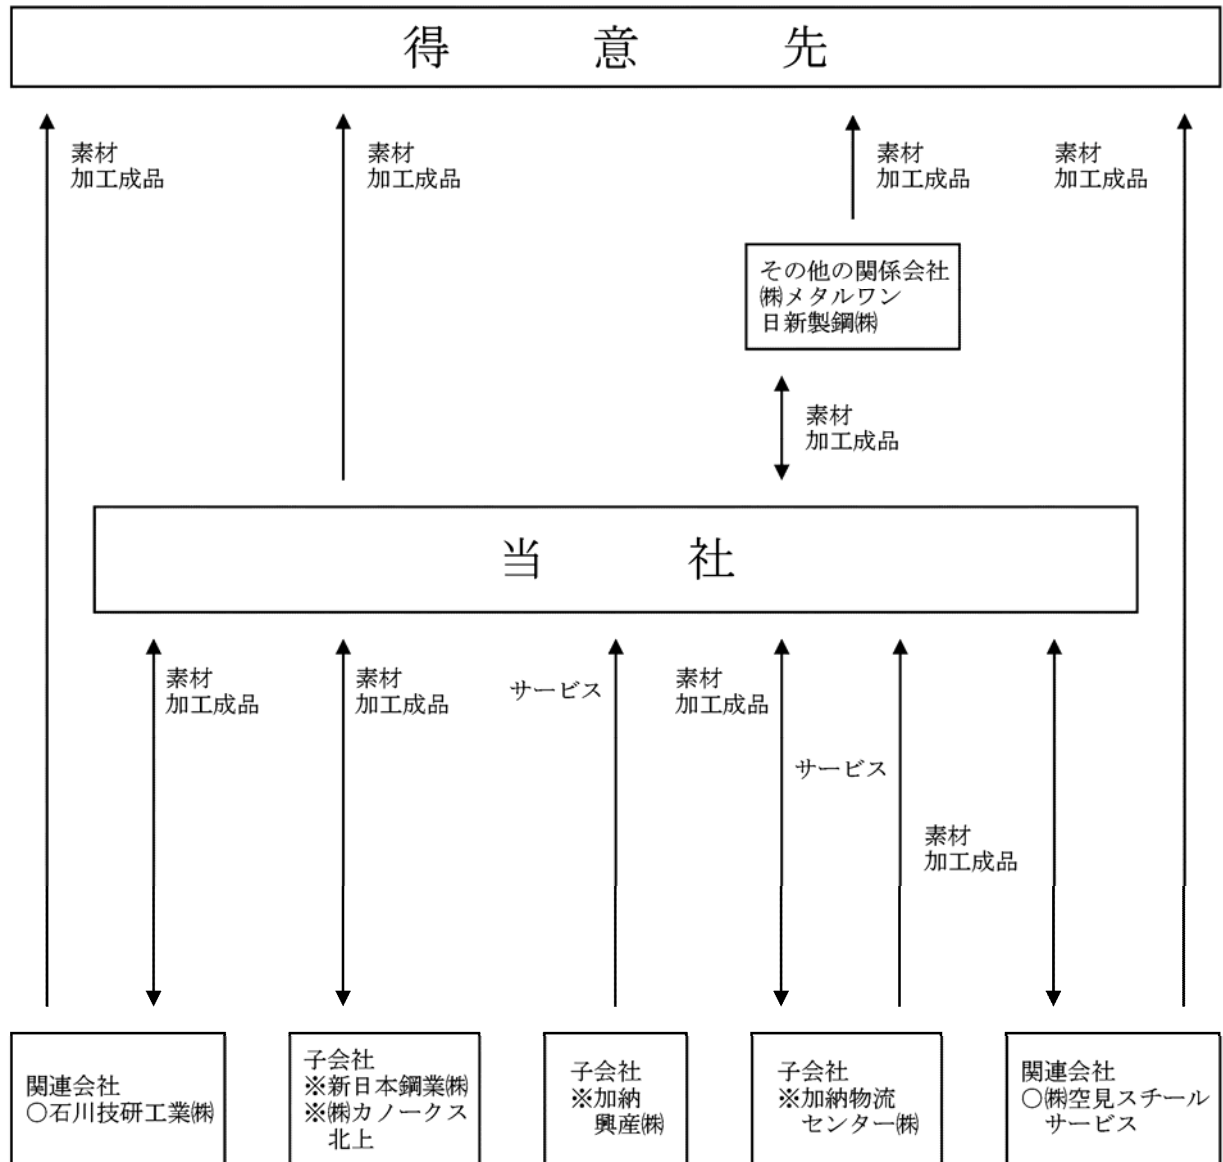 得意先
素材
加工成品
素材
加工成品
素材
加工成品
素材
加工成品
その他の関係会社
㈱メタルワン
日新製鋼㈱
素材
加工成品
当社
素材
加工成品
素材
加工成品
サービス
素材
加工成品
サービス
素材
加工成品
関連会社
○石川技研工業㈱
子会社
※新日本鋼業㈱
※㈱カノークス
北上
子会社
※加納
興産㈱
子会社
※加納物流
センター㈱
関連会社
○㈱空見スチール
サービス